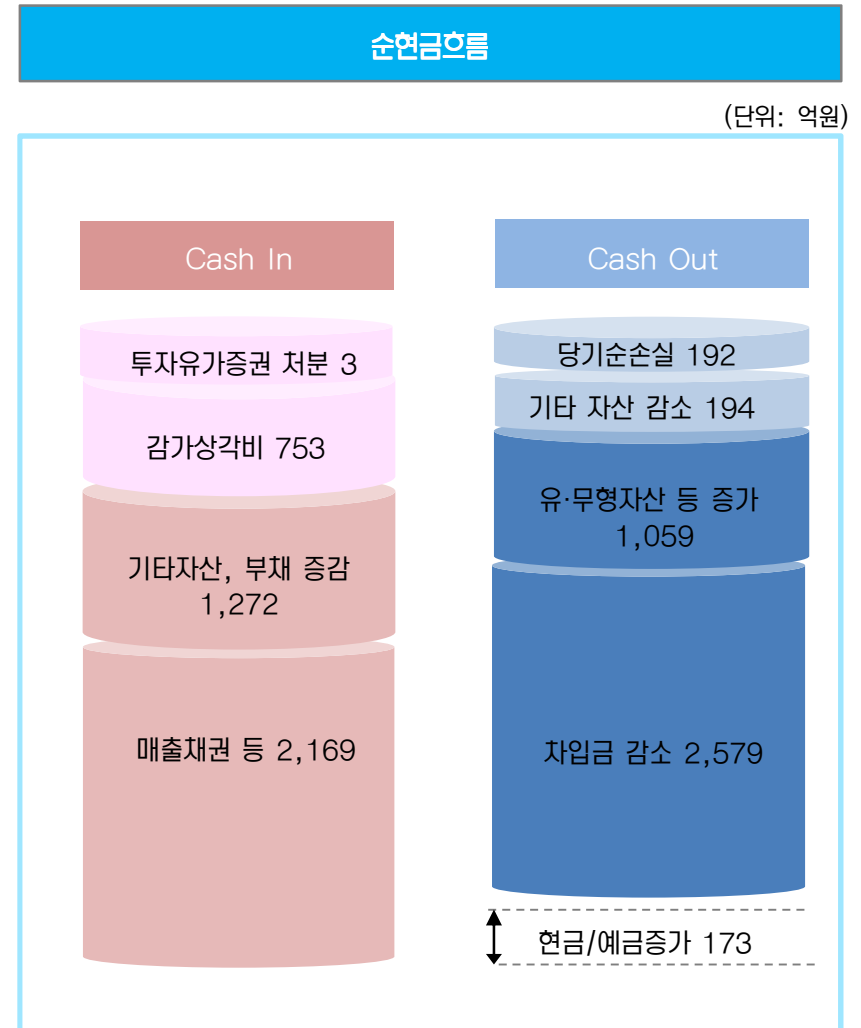 순현금흐름
(단위: 억원)
Cash In
투자유가증권 처분 3
감가상각비 753
기타자산, 부채 증감
1,272
매출채권 등 2,169
Cash Out
당기순손실 192
기타 자산 감소 194
유·무형자산 등 증가
1,059
차입금 감소 2,579
현금/예금증가 173